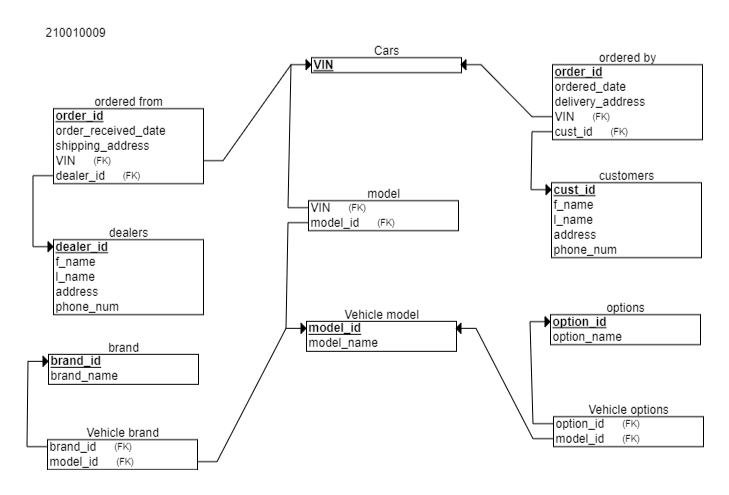 210010009
Cars
VIN
ordered by
order_id
ordered_date
delivery_address
VIN (FK)
cust_id (FK)
ordered from
order_id
order_received_date
shipping_address
VIN (FK)
dealer_id (FK)
customers
cust_id
f_name
l_name
address
phone_num
model
VIN (FK)
model_id (FK)
dealers
dealer_id
f_name
l_name
address
phone_num
Vehicle model
model_id
model_name
options
option_id
option_name
brand
brand_id
brand_name
Vehicle options
option_id (FK)
model_id (FK)
Vehicle brand
brand_id (FK)
model_id (FK)